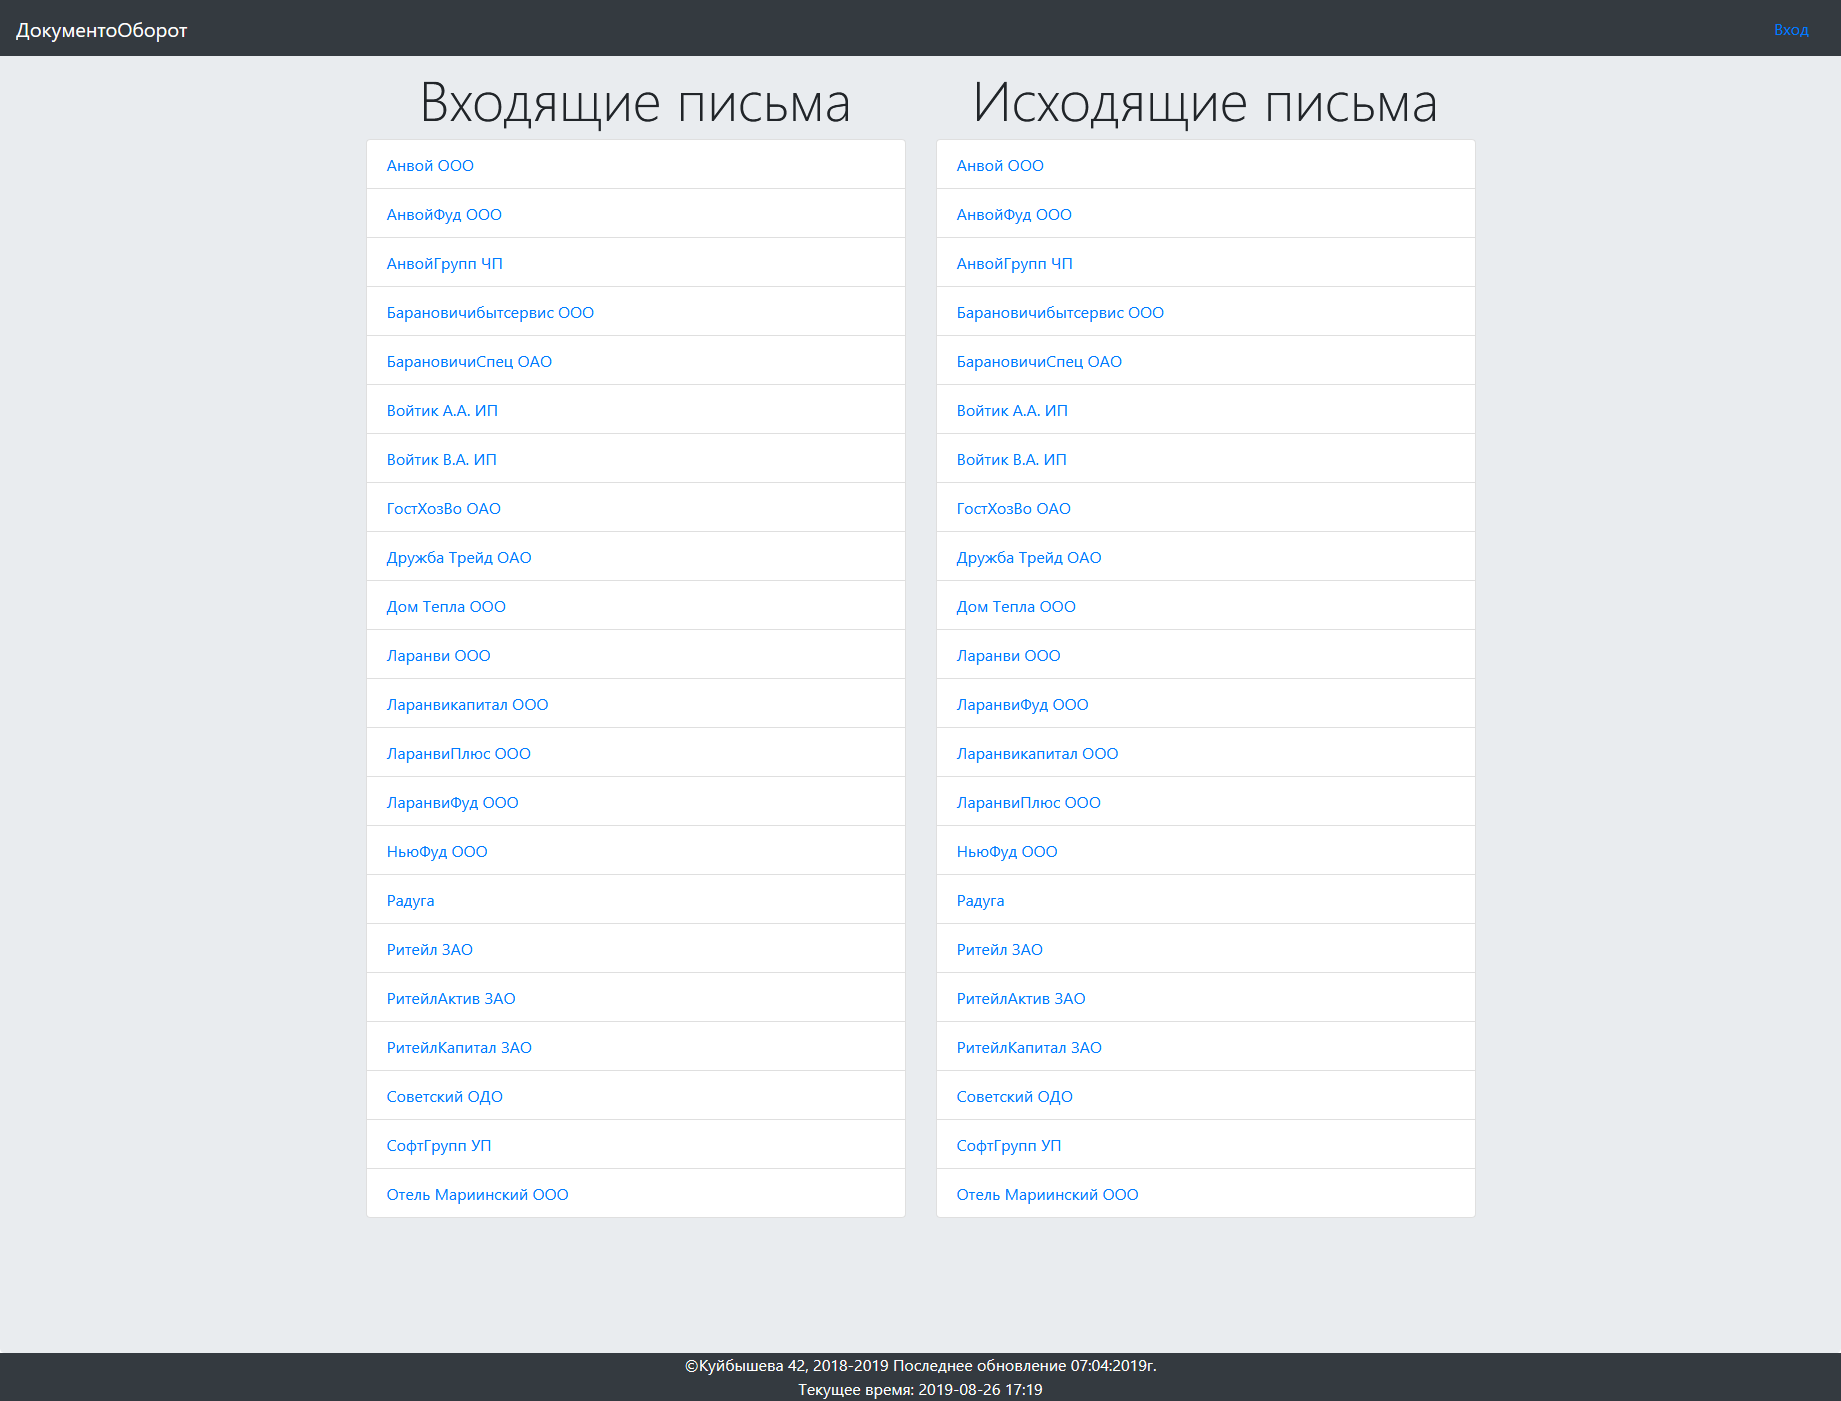 ДокументоОборот
Вход
Входящие письма
Анвой ООО
АнвойФуд ООО
АнвойГрупп ЧП
Барановичибытсервис ООО
БарановичиСпец ОАО
Войтик А.А. ИП
Войтик В.А. ИП
ГостХозВо ОАО
Дружба Трейд ОАО
Дом Тепла ООО
Ларанви ООО
Ларанвикапитал ООО
ЛаранвиПлюс ООО
ЛаранвиФуд ООО
НьюФуд ООО
Радуга
Ритейл ЗАО
РитейлАктив ЗАО
РитейлКапитал ЗАО
Советский ОДО
СофтГрупп УП
Отель Мариинский ООО
Исходящие письма
Анвой ООО
АнвойФуд ООО
АнвойГрупп ЧП
Барановичибытсервис ООО
БарановичиСпец ОАО
Войтик А.А. ИП
Войтик В.А. ИП
ГостХозВо ОАО
Дружба Трейд ОАО
Дом Тепла ООО
Ларанви ООО
ЛаранвиФуд ООО
Ларанвикапитал ООО
ЛаранвиПлюс ООО
НьюФуд ООО
Радуга
Ритейл ЗАО
РитейлАктив ЗАО
РитейлКапитал ЗАО
Советский ОДО
СофтГрупп УП
Отель Мариинский ООО
©Куйбышева 42, 2018-2019 Последнее обновление 07:04:2019г.
Текущее время: 2019-08-26 17:19